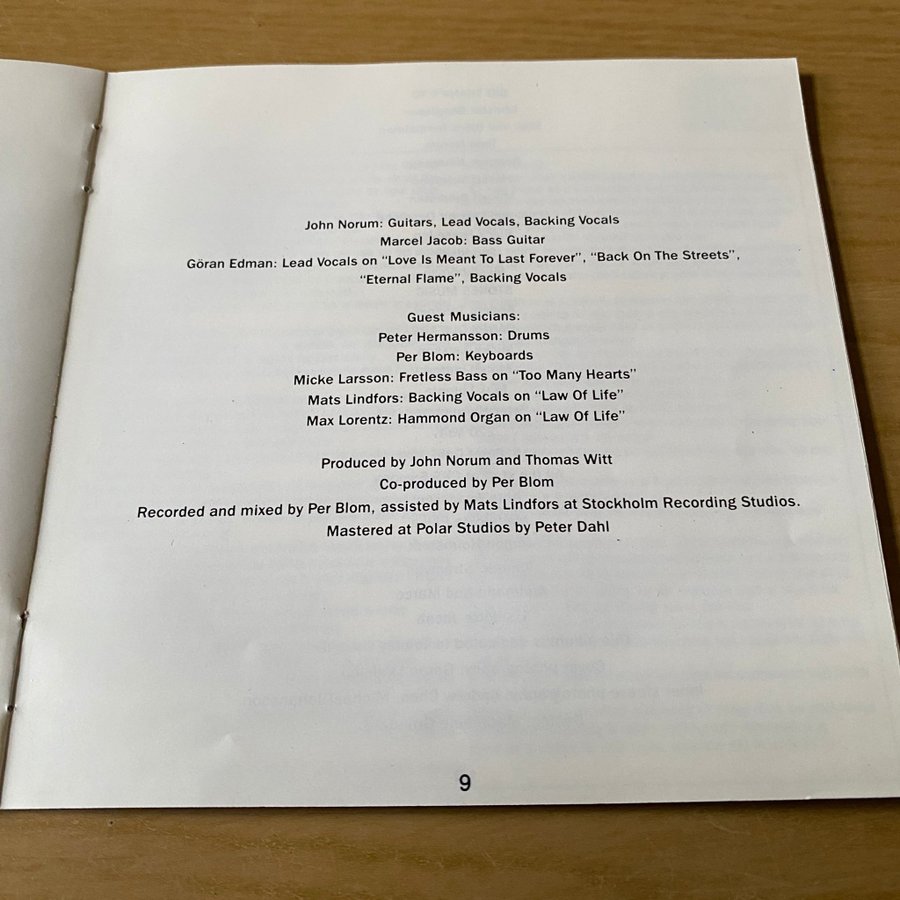 John Norum: Guitars, Lead Vocals, Backing Vocals
Marcel Jacob: Bass Guitar
Göran Edman: Lead Vocals on “Love Is Meant To Last Forever”, “Back On The Streets”,
“Eternal Flame”, Backing Vocals
Guest Musicians:
Peter Hermansson: Drums
Per Blom: Keyboards
Micke Larsson: Fretless Bass on “Too Many Hearts”
Mats Lindfors: Backing Vocals on “Law Of Life”
Max Lorentz: Hammond Organ on “Law Of Life”
Produced by John Norum and Thomas Witt
Co-produced by Per Blom
Recorded and mixed by Per Blom, assisted by Mats Lindfors at Stockholm Recording Studios.
Mastered at Polar Studios by Peter Dahl
9